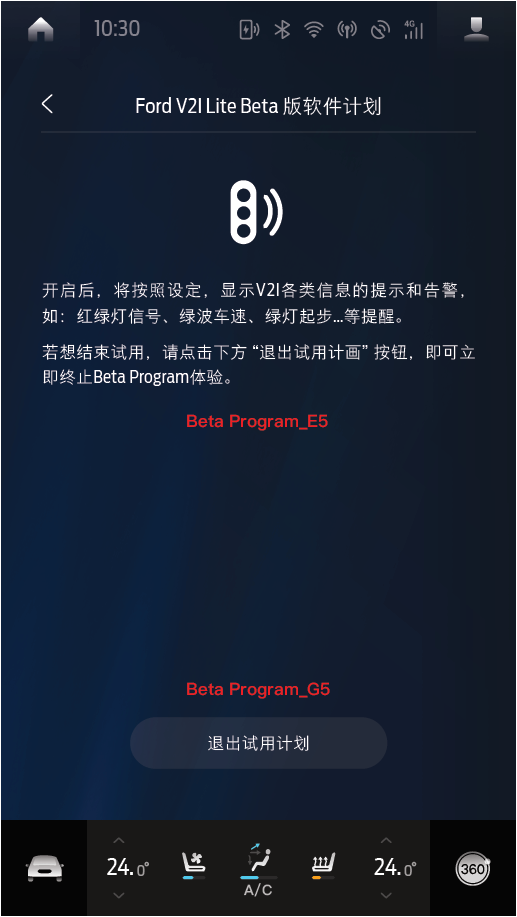 10:30
4G
Ford V2I Lite Beta 版软件计划
开启后，将按照设定，显示V2I各类信息的提示和告警，
如：红绿灯信号、绿波车速、绿灯起步...等提醒。
若想结束试用，请点击下方 “退出试用计画” 按钮，即可立
即终止Beta Program体验。
Beta Program_E5
Beta Program_G5
退出试用计划
24.0° 24.0°
A/C
360